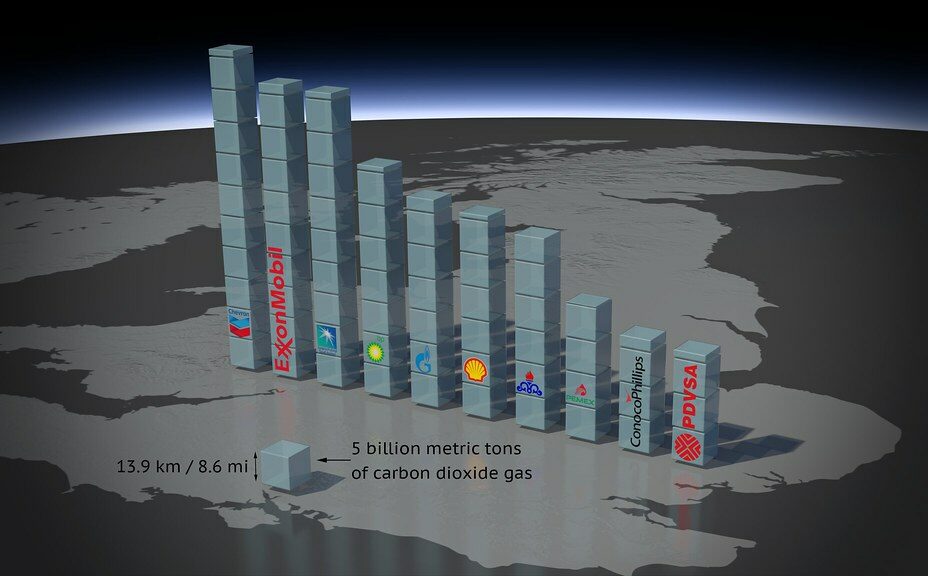 Chevron
ExxonMobil
bp
PEMEX
ConocoPhillips
PDVSA
13.9 km / 8.6 mi
5 billion metric tons
of carbon dioxide gas